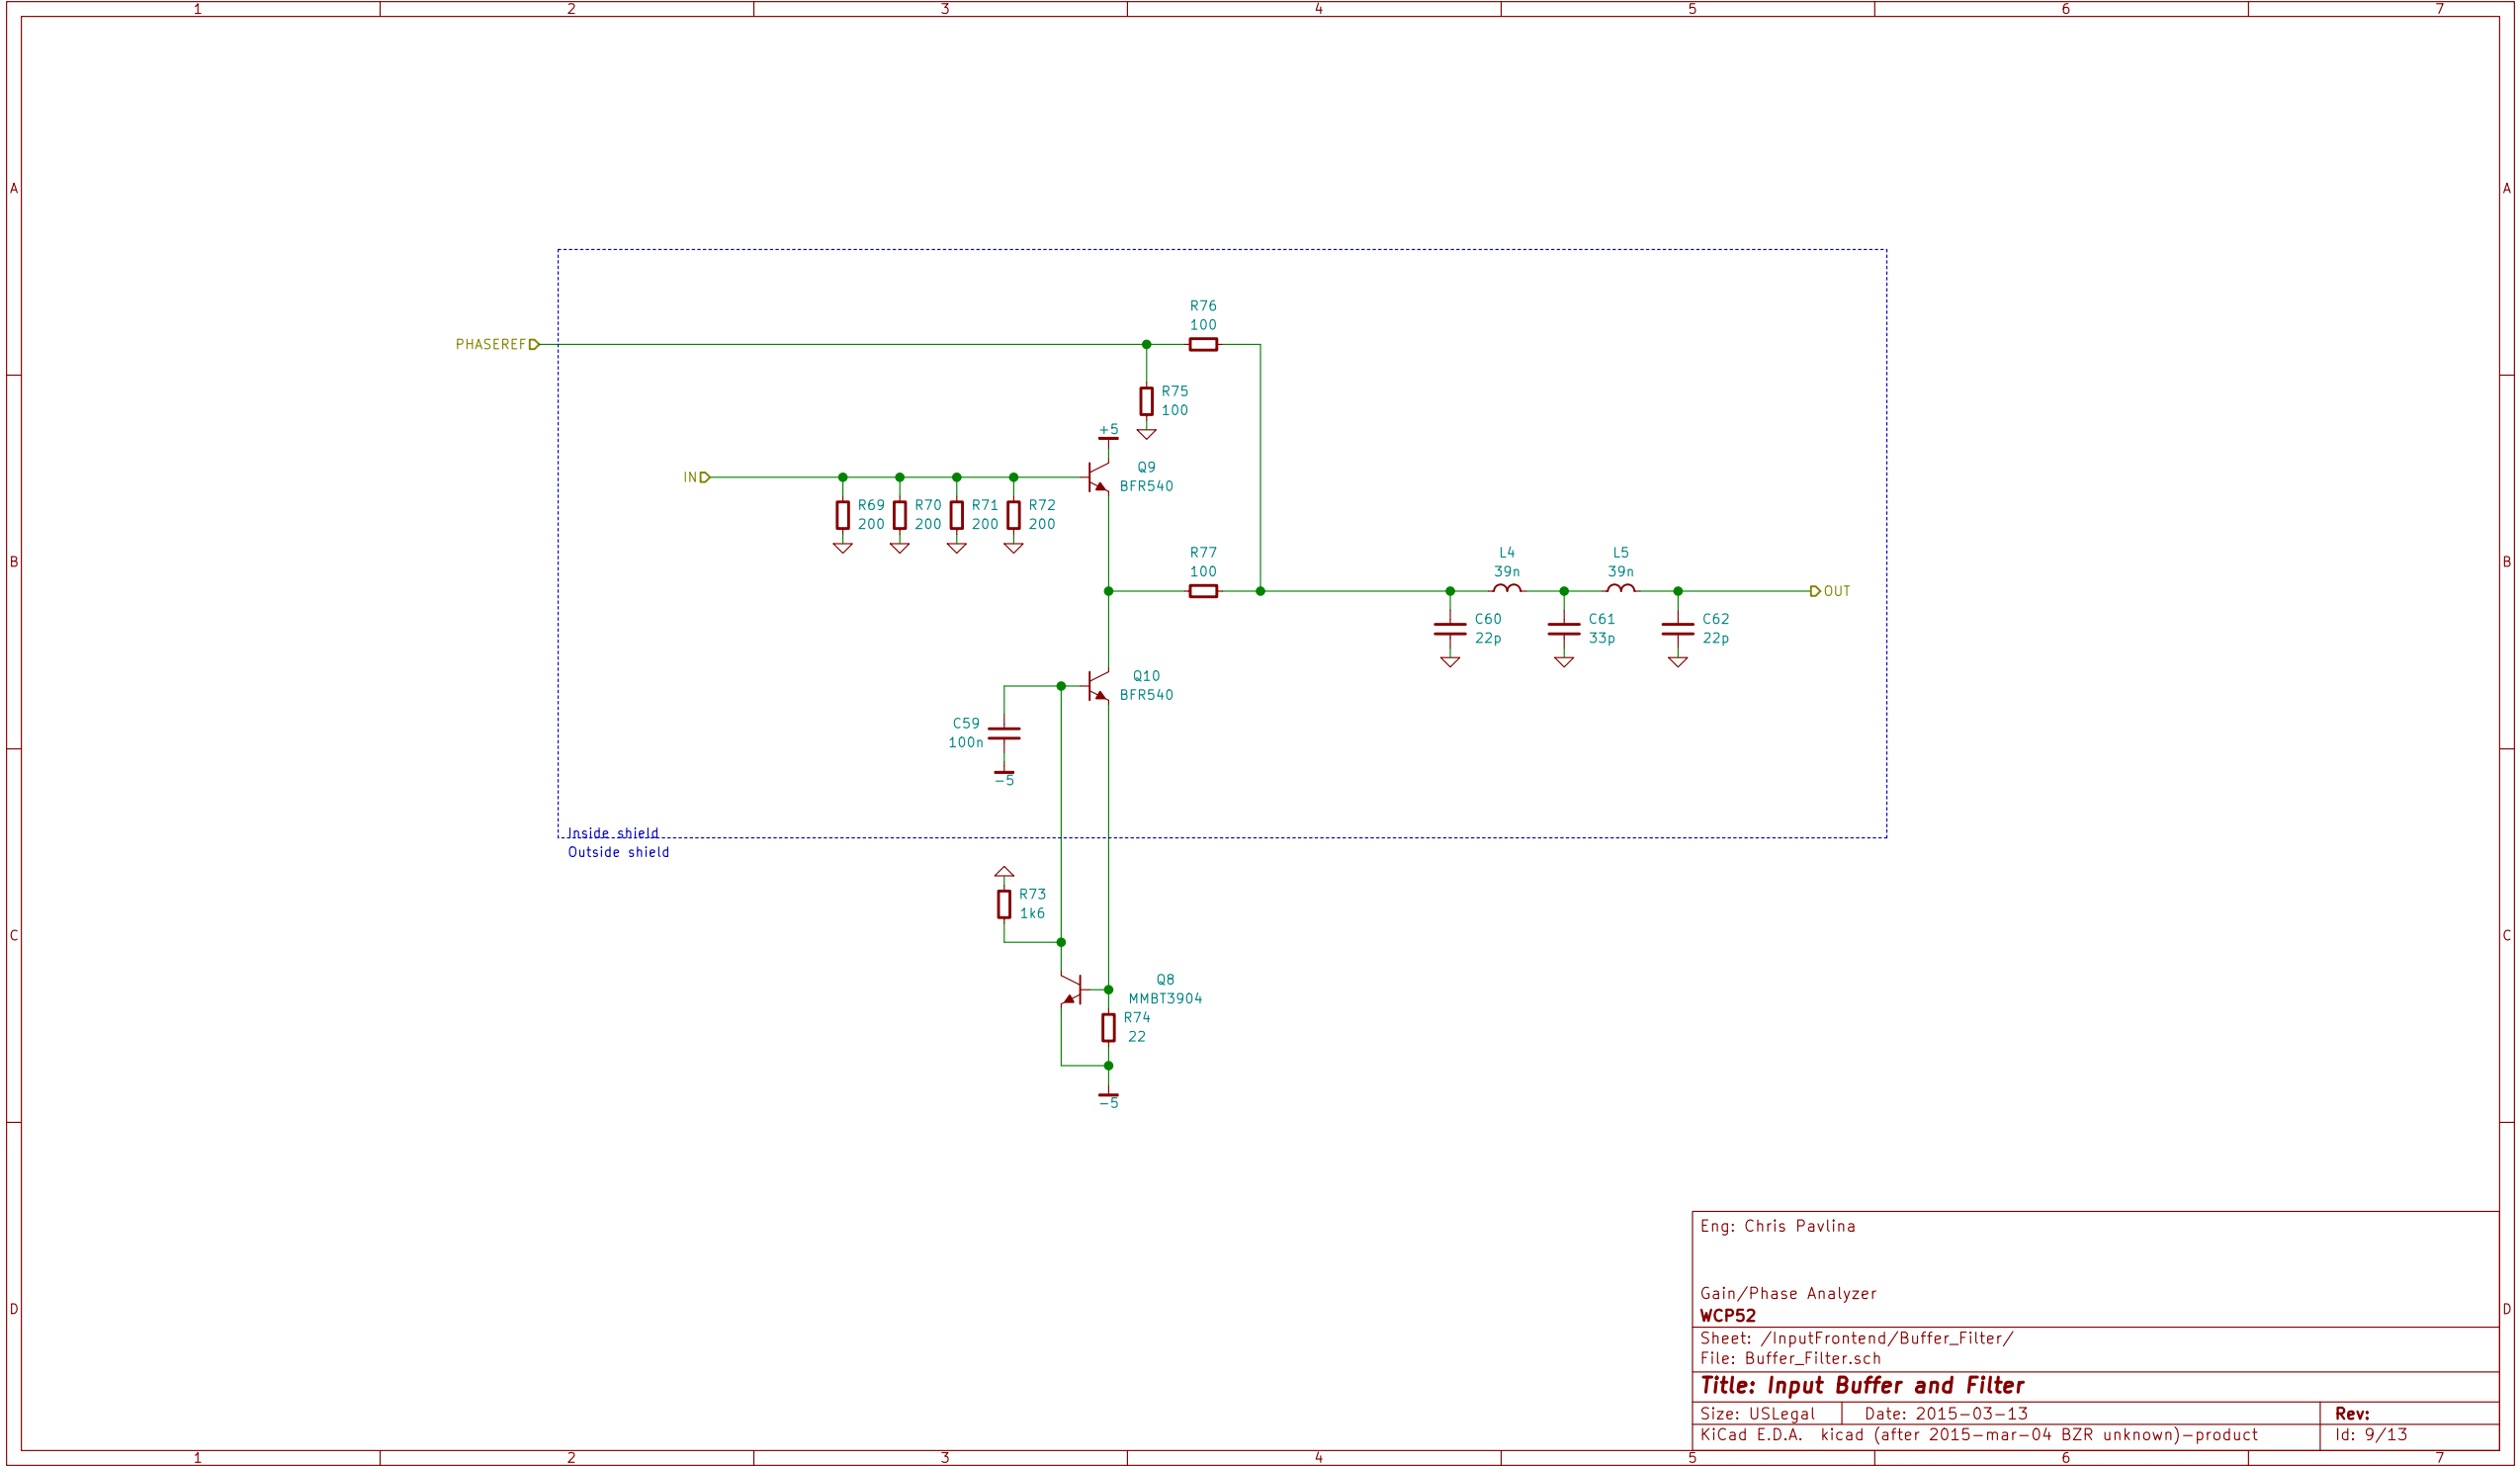 1 2 3 4 5 6 7
A A
R76
100
PHASEREF
R75
100
+5
IN
Q9
BFR540
R69 R70 R71 R72
200 200 200 200
B B
R77
100
L4 L5
39n 39n
OUT
C60 C61 C62
22p 33p 22p
Q10
BFR540
C59
100n
-5
Inside shield
Outside shield
R73
1k6
C C
Q8
MMBT3904
R74
22
-5
Eng: Chris Pavlina
Gain/Phase Analyzer
D D
WCP52
Sheet: /InputFrontend/Buffer_Filter/
File: Buffer_Filter.sch
Title: Input Buffer and Filter
Size: USLegal Date: 2015-03-13 Rev:
KiCad E.D.A. kicad (after 2015-mar-04 BZR unknown)-product Id: 9/13
1 2 3 4 5 6 7